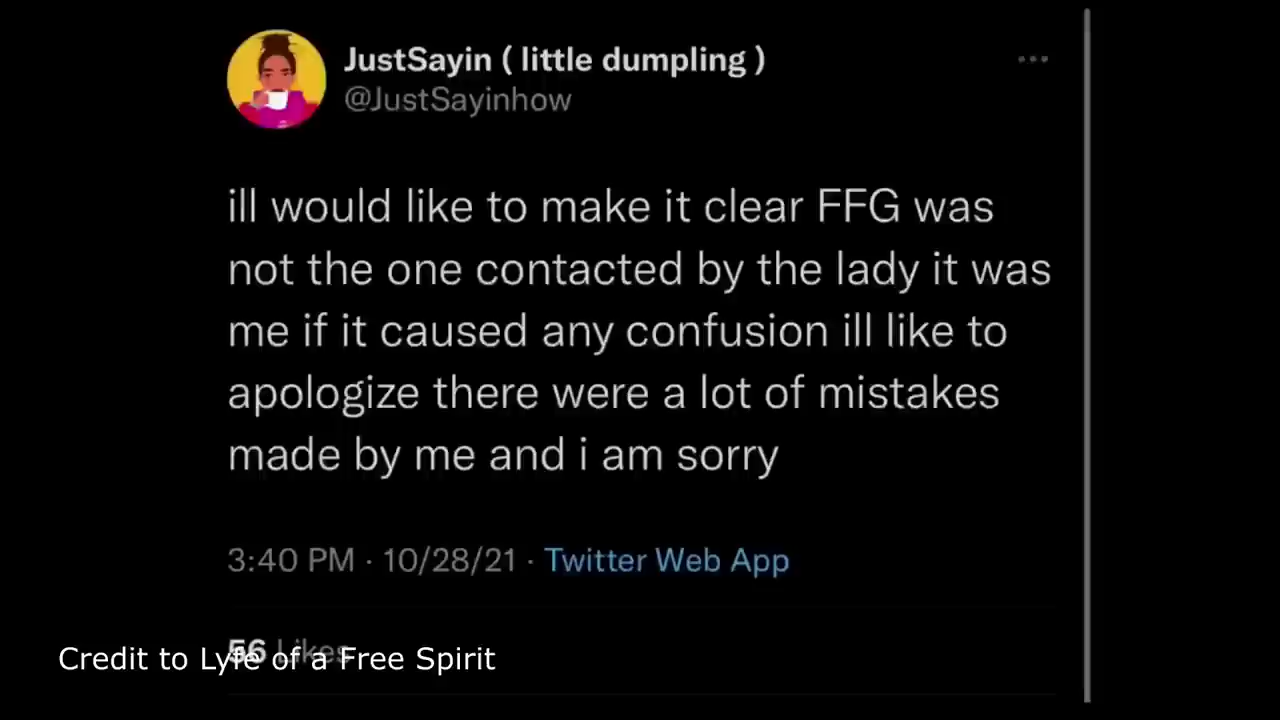 JustSayin ( little dumpling )
@JustSayinhow
ill would like to make it clear FFG was
not the one contacted by the lady it was
me if it caused any confusion ill like to
apologize there were a lot of mistakes
made by me and i am sorry
3:40 PM · 10/28/21 · Twitter Web App
56 Likes
Credit to Lyfe of a Free Spirit